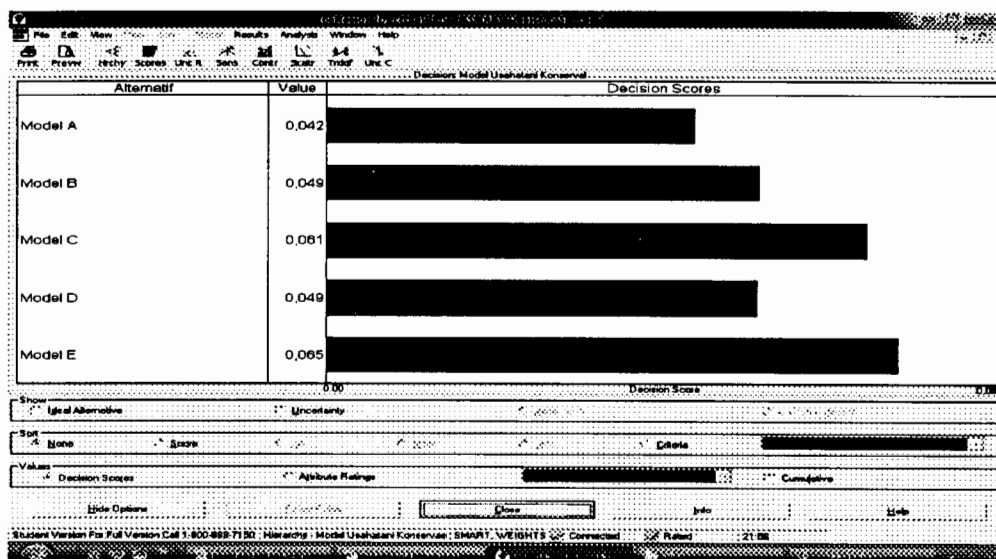 File Edit View Results Analysis Window Help
Print Prevw Hrchy Scores Unc R. Sens Contr Scatr Trdof Unc C
Decision: Model Usahatani Konserval
Alternatif Value Decision Scores
Model A 0,042
Model B 0,049
Model C 0,061
Model D 0,049
Model E 0,065
0.00 Decision Score 0.08
Show
Ideal Alternative Uncertainty
Sort
None Score Criteria
Values
Decision Scores Attribute Ratings Cumulative
Hide Options Close Info Help
Student Version For Full Version Call 1-800-889-7150 : Hierarchy - Model Usahatani Konservasi; SMART, WEIGHTS Connected Rated 21:56